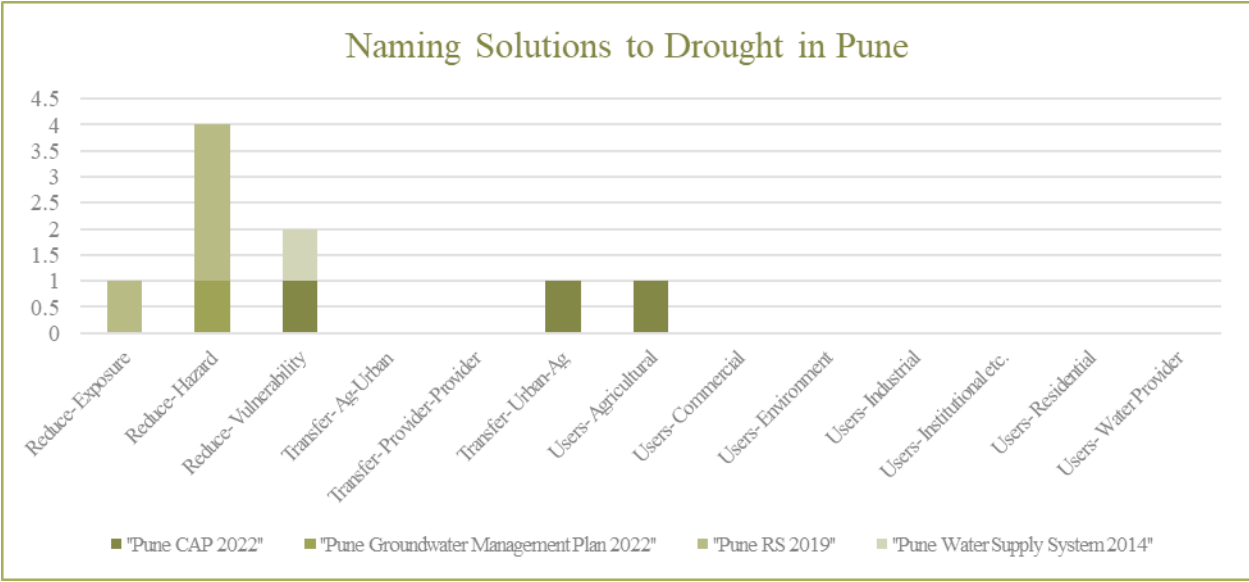 Naming Solutions to Drought in Pune
4.5
4
3.5
3
2.5
2
1.5
1
0.5
0
Reduce- Exposure
Reduce- Hazard
Reduce- Vulnerability
Transfer- Ag-Urban
Transfer- Provider-Provider
Transfer- Urban-Ag
Users- Agricultural
Users- Commercial
Users- Environment
Users- Industrial
Users- Institutional etc.
Users- Residential
Users- Water Provider
"Pune CAP 2022" "Pune Groundwater Management Plan 2022" "Pune RS 2019" "Pune Water Supply System 2014"